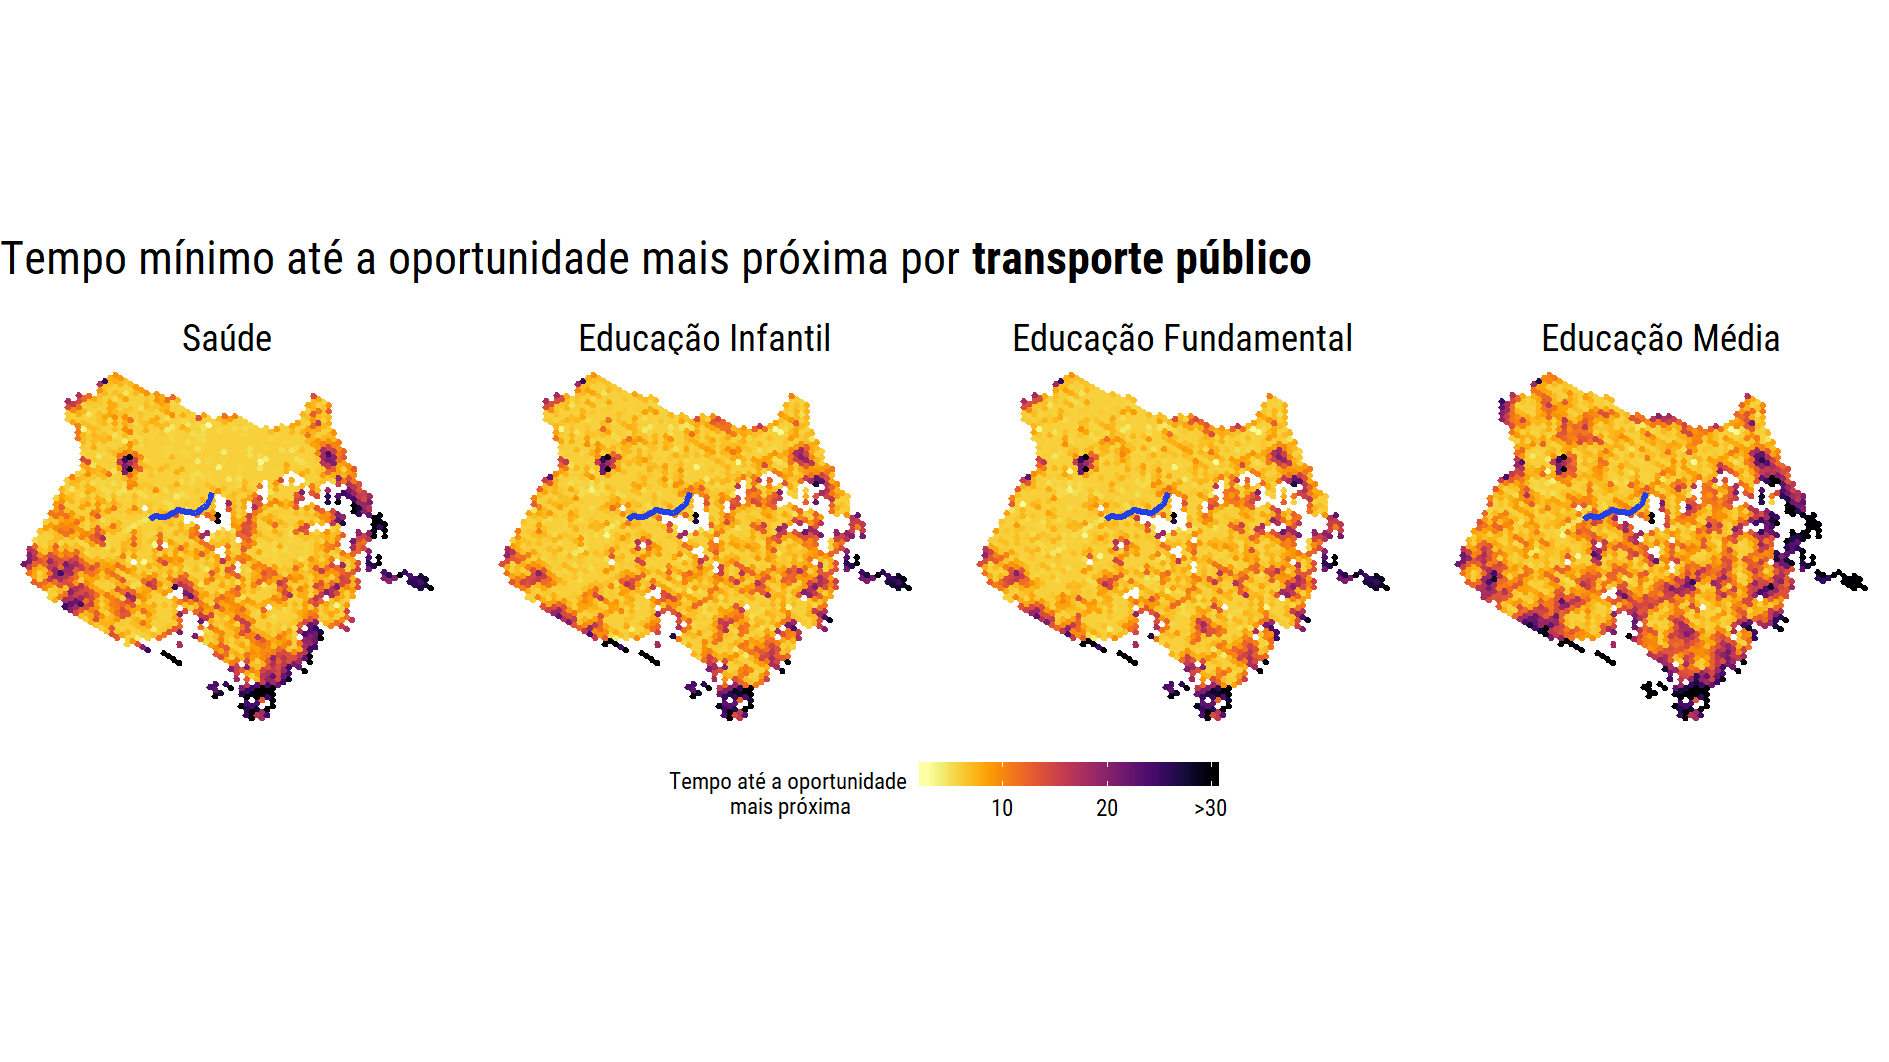 Tempo mínimo até a oportunidade mais próxima por transporte público
Saúde
Educação Infantil
Educação Fundamental
Educação Média
Tempo até a oportunidade
mais próxima
10
20
>30